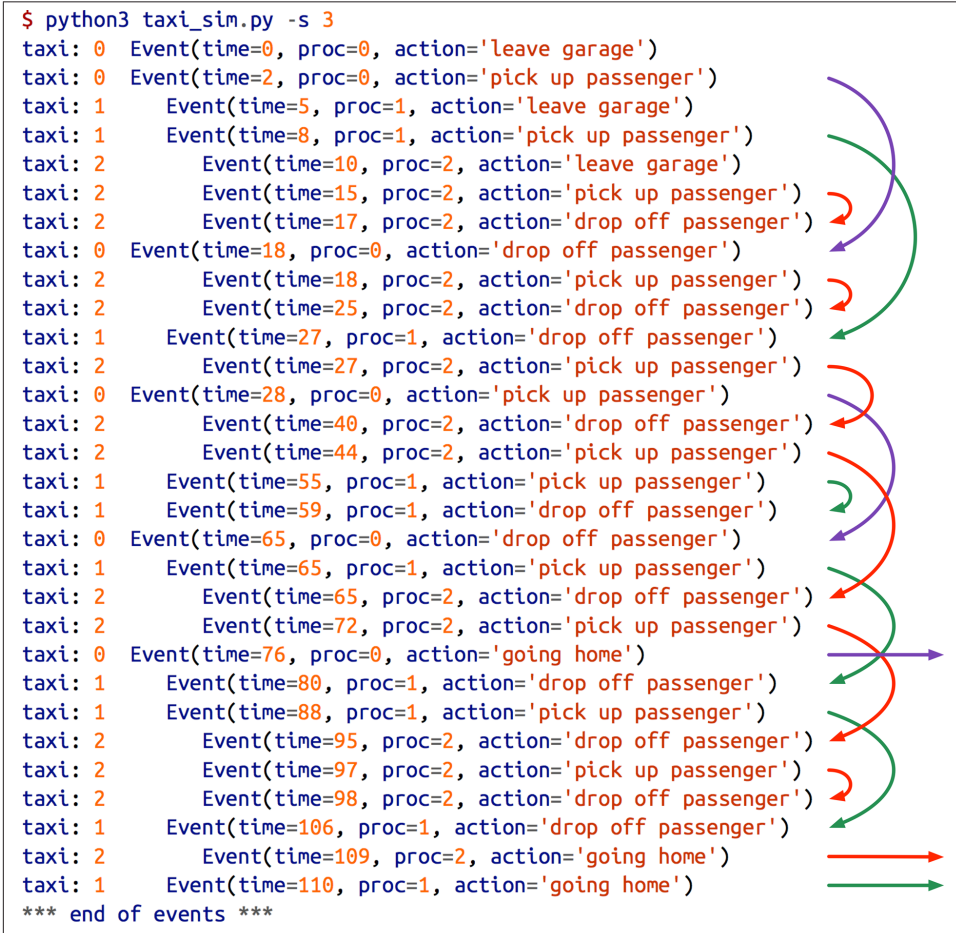 $ python3 taxi_sim.py -s 3
taxi: 0  Event(time=0, proc=0, action='leave garage')
taxi: 0  Event(time=2, proc=0, action='pick up passenger')
taxi: 1     Event(time=5, proc=1, action='leave garage')
taxi: 1     Event(time=8, proc=1, action='pick up passenger')
taxi: 2        Event(time=10, proc=2, action='leave garage')
taxi: 2        Event(time=15, proc=2, action='pick up passenger')
taxi: 2        Event(time=17, proc=2, action='drop off passenger')
taxi: 0  Event(time=18, proc=0, action='drop off passenger')
taxi: 2        Event(time=18, proc=2, action='pick up passenger')
taxi: 2        Event(time=25, proc=2, action='drop off passenger')
taxi: 1     Event(time=27, proc=1, action='drop off passenger')
taxi: 2        Event(time=27, proc=2, action='pick up passenger')
taxi: 0  Event(time=28, proc=0, action='pick up passenger')
taxi: 2        Event(time=40, proc=2, action='drop off passenger')
taxi: 2        Event(time=44, proc=2, action='pick up passenger')
taxi: 1     Event(time=55, proc=1, action='pick up passenger')
taxi: 1     Event(time=59, proc=1, action='drop off passenger')
taxi: 0  Event(time=65, proc=0, action='drop off passenger')
taxi: 1     Event(time=65, proc=1, action='pick up passenger')
taxi: 2        Event(time=65, proc=2, action='drop off passenger')
taxi: 2        Event(time=72, proc=2, action='pick up passenger')
taxi: 0  Event(time=76, proc=0, action='going home')
taxi: 1     Event(time=80, proc=1, action='drop off passenger')
taxi: 1     Event(time=88, proc=1, action='pick up passenger')
taxi: 2        Event(time=95, proc=2, action='drop off passenger')
taxi: 2        Event(time=97, proc=2, action='pick up passenger')
taxi: 2        Event(time=98, proc=2, action='drop off passenger')
taxi: 1     Event(time=106, proc=1, action='drop off passenger')
taxi: 2        Event(time=109, proc=2, action='going home')
taxi: 1     Event(time=110, proc=1, action='going home')
*** end of events ***